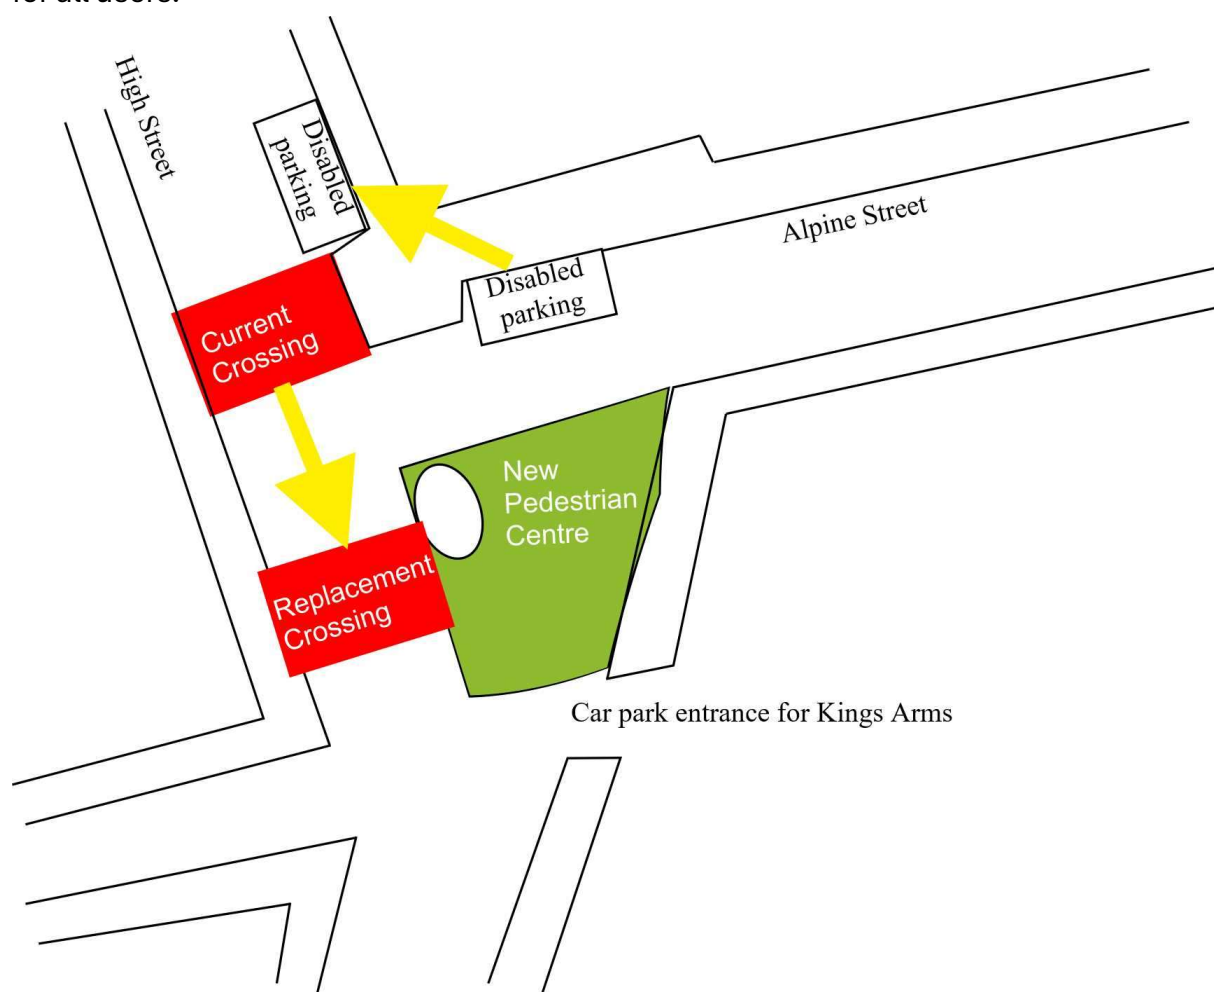 for all users.
High Street
Disabled
parking
Alpine Street
Disabled
parking
Current
Crossing
New
Pedestrian
Centre
Replacement
Crossing
Car park entrance for Kings Arms